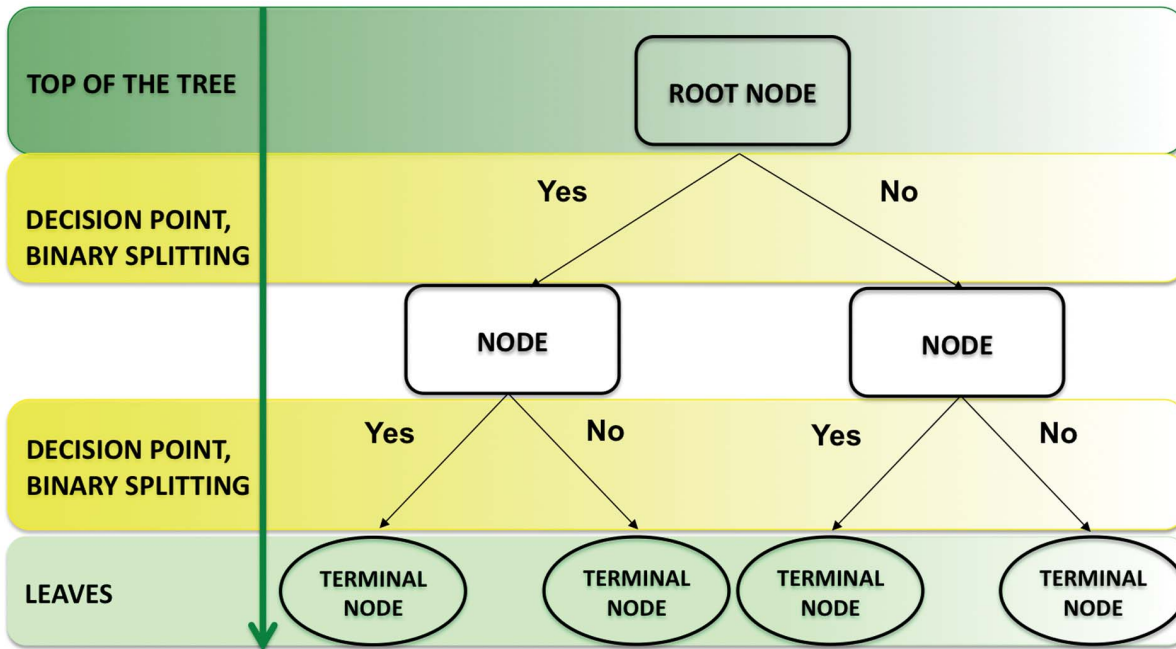 TOP OF THE TREE
ROOT NODE
Yes
No
DECISION POINT,
BINARY SPLITTING
NODE
NODE
Yes
No
Yes
No
DECISION POINT,
BINARY SPLITTING
LEAVES
TERMINAL
NODE
TERMINAL
NODE
TERMINAL
NODE
TERMINAL
NODE